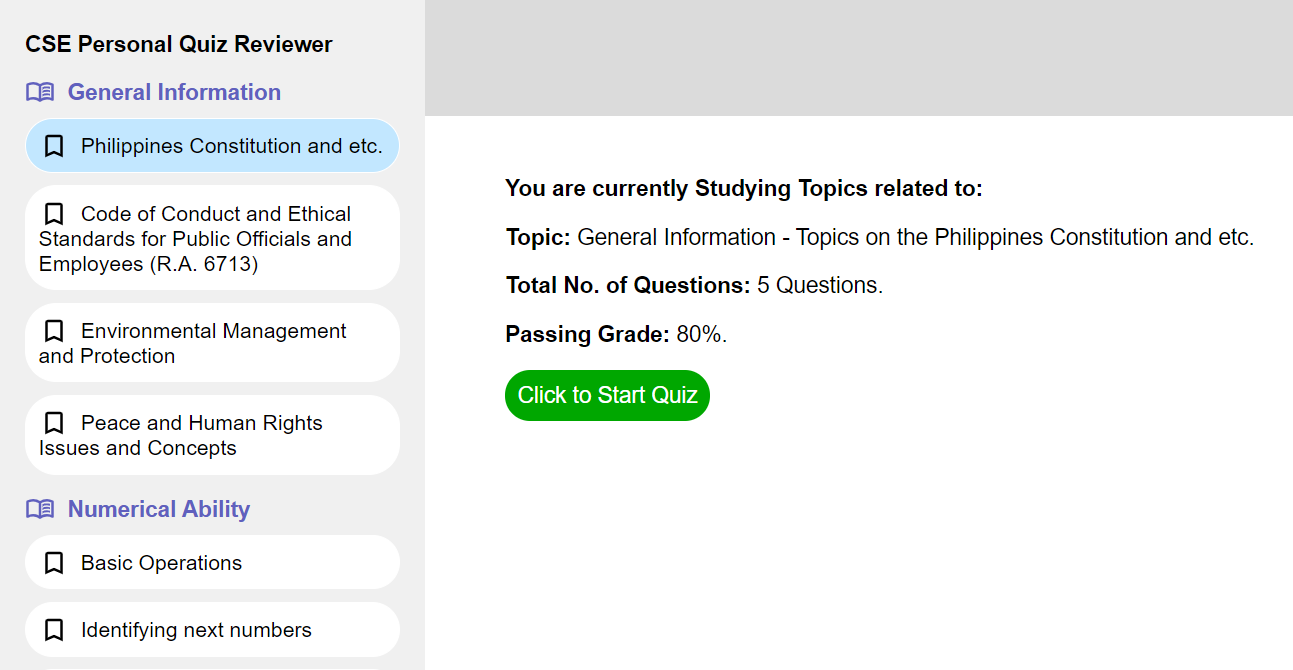 CSE Personal Quiz Reviewer
General Information
Philippines Constitution and etc.
Code of Conduct and Ethical
Standards for Public Officials and
Employees (R.A. 6713)
Environmental Management
and Protection
Peace and Human Rights
Issues and Concepts
Numerical Ability
Basic Operations
Identifying next numbers
You are currently Studying Topics related to:
Topic: General Information - Topics on the Philippines Constitution and etc.
Total No. of Questions: 5 Questions.
Passing Grade: 80%.
Click to Start Quiz